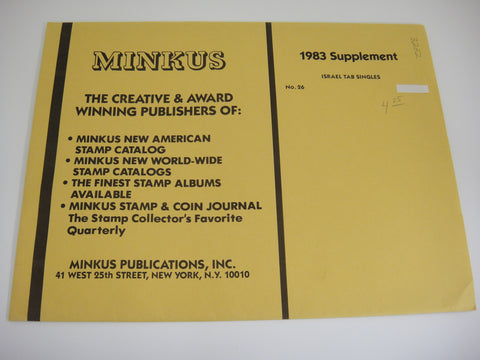 MINKUS
THE CREATIVE & AWARD
WINNING PUBLISHERS OF:
• MINKUS NEW AMERICAN
STAMP CATALOG
• MINKUS NEW WORLD-WIDE
STAMP CATALOGS
• THE FINEST STAMP ALBUMS
AVAILABLE
• MINKUS STAMP & COIN JOURNAL
The Stamp Collector's Favorite
Quarterly
MINKUS PUBLICATIONS, INC.
41 WEST 25th STREET, NEW YORK, N.Y. 10010
1983 Supplement
ISRAEL TAB SINGLES
No. 26
4 25